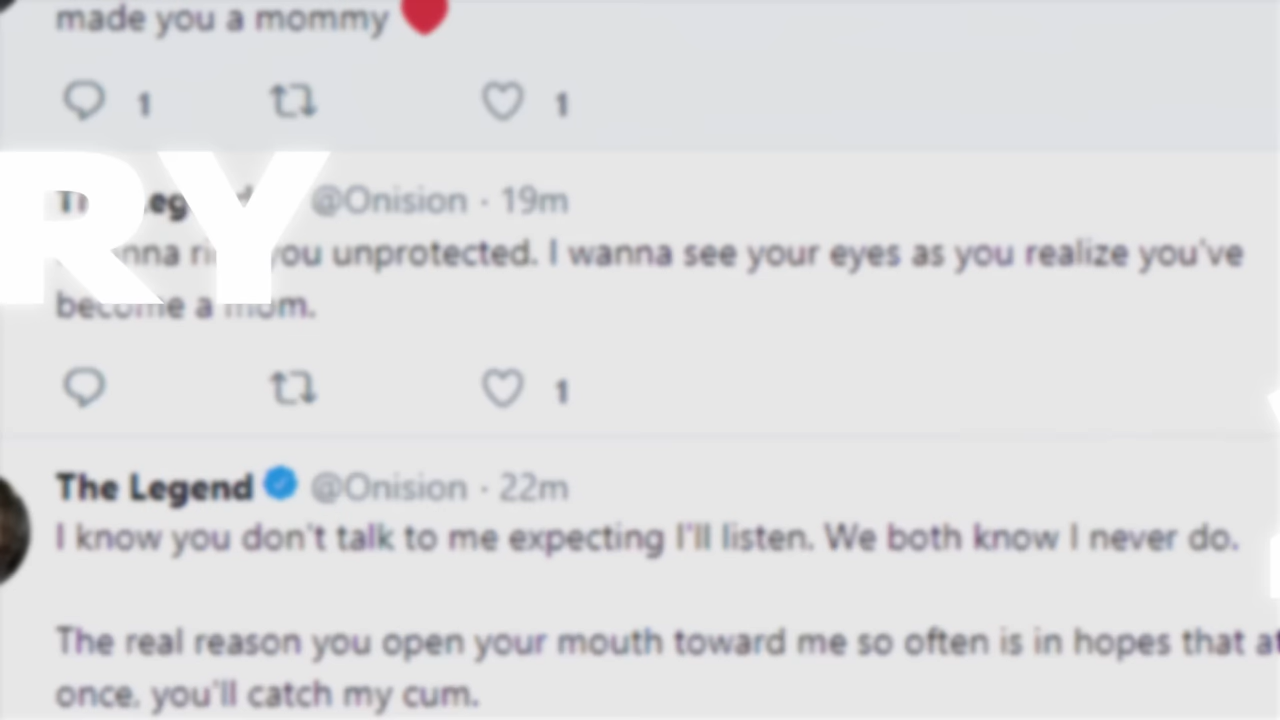 made you a mommy ❤
1 1
RY
@Onision · 19m
you unprotected. I wanna see your eyes as you realize you've
become a mom.
1
The Legend @Onision · 22m
I know you don't talk to me expecting I'll listen. We both know I never do.
The real reason you open your mouth toward me so often is in hopes that
once, you'll catch my cum.